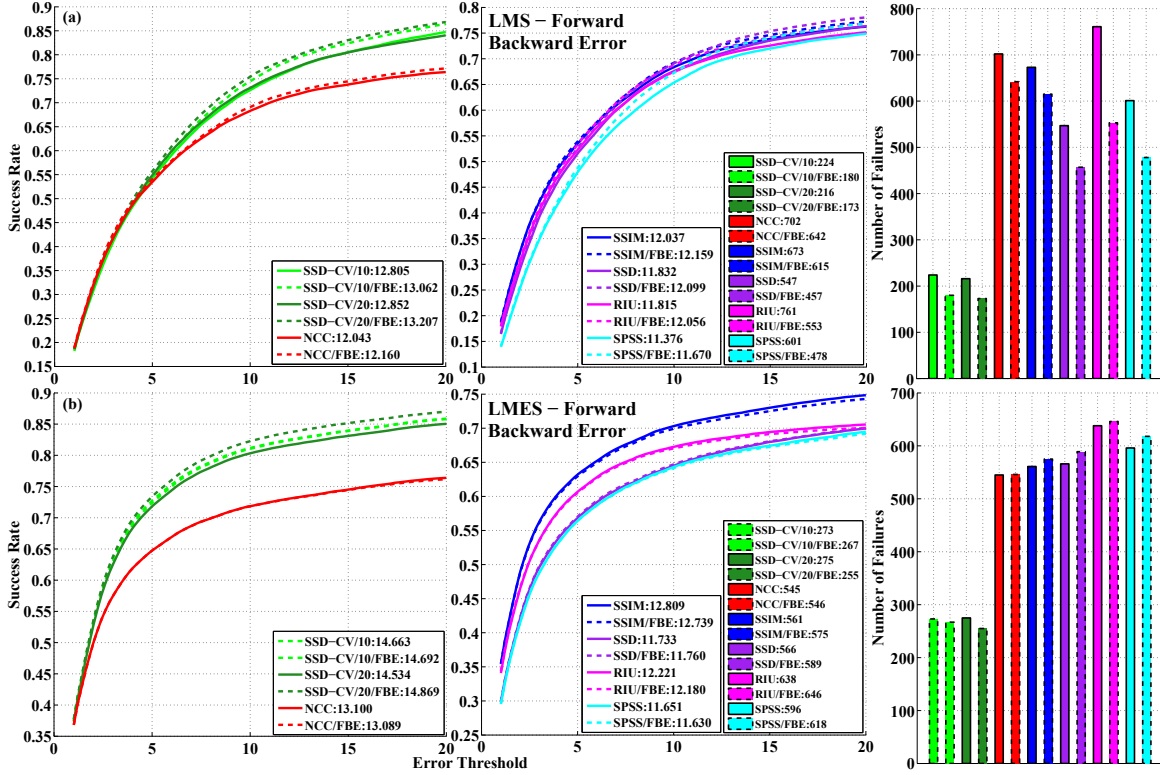 (a)
Success Rate
0.9
0.85
0.8
0.75
0.7
0.65
0.6
0.55
0.5
0.45
0.4
0.35
0.3
0.25
0.2
0.15
0
5
10
15
20
SSD−CV/10:12.805
SSD−CV/10/FBE:13.062
SSD−CV/20:12.852
SSD−CV/20/FBE:13.207
NCC:12.043
NCC/FBE:12.160
LMS − Forward
Backward Error
0.8
0.75
0.7
0.65
0.6
0.55
0.5
0.45
0.4
0.35
0.3
0.25
0.2
0.15
0.1
0
5
10
15
20
SSIM:12.037
SSIM/FBE:12.159
SSD:11.832
SSD/FBE:12.099
RIU:11.815
RIU/FBE:12.056
SPSS:11.376
SPSS/FBE:11.670
SSD−CV/10:224
SSD−CV/10/FBE:180
SSD−CV/20:216
SSD−CV/20/FBE:173
NCC:702
NCC/FBE:642
SSIM:673
SSIM/FBE:615
SSD:547
SSD/FBE:457
RIU:761
RIU/FBE:553
SPSS:601
SPSS/FBE:478
Number of Failures
800
700
600
500
400
300
200
100
0
(b)
Success Rate
0.9
0.85
0.8
0.75
0.7
0.65
0.6
0.55
0.5
0.45
0.4
0.35
0
5
10
15
20
SSD−CV/10:14.663
SSD−CV/10/FBE:14.692
SSD−CV/20:14.534
SSD−CV/20/FBE:14.869
NCC:13.100
NCC/FBE:13.089
LMES − Forward
Backward Error
0.75
0.7
0.65
0.6
0.55
0.5
0.45
0.4
0.35
0.3
0.25
0
5
10
15
20
SSIM:12.809
SSIM/FBE:12.739
SSD:11.733
SSD/FBE:11.760
RIU:12.221
RIU/FBE:12.180
SPSS:11.651
SPSS/FBE:11.630
SSD−CV/10:273
SSD−CV/10/FBE:267
SSD−CV/20:275
SSD−CV/20/FBE:255
NCC:545
NCC/FBE:546
SSIM:561
SSIM/FBE:575
SSD:566
SSD/FBE:589
RIU:638
RIU/FBE:646
SPSS:596
SPSS/FBE:618
Number of Failures
700
600
500
400
300
200
100
0
Error Threshold